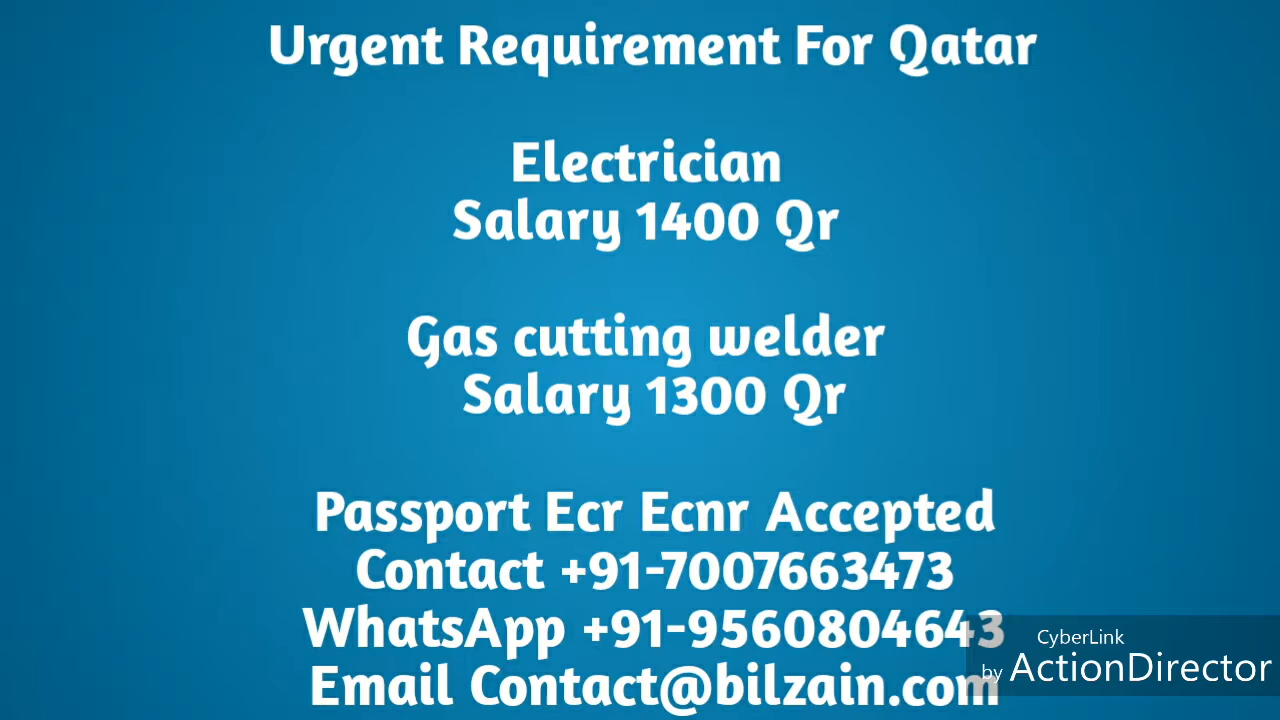 Urgent Requirement For Qatar
Electrician
Salary 1400 Qr
Gas cutting welder
Salary 1300 Qr
Passport Ecr Ecnr Accepted
Contact +91-7007663473
WhatsApp +91-9560804643
Email Contact@bilzain.com
CyberLink
by ActionDirector